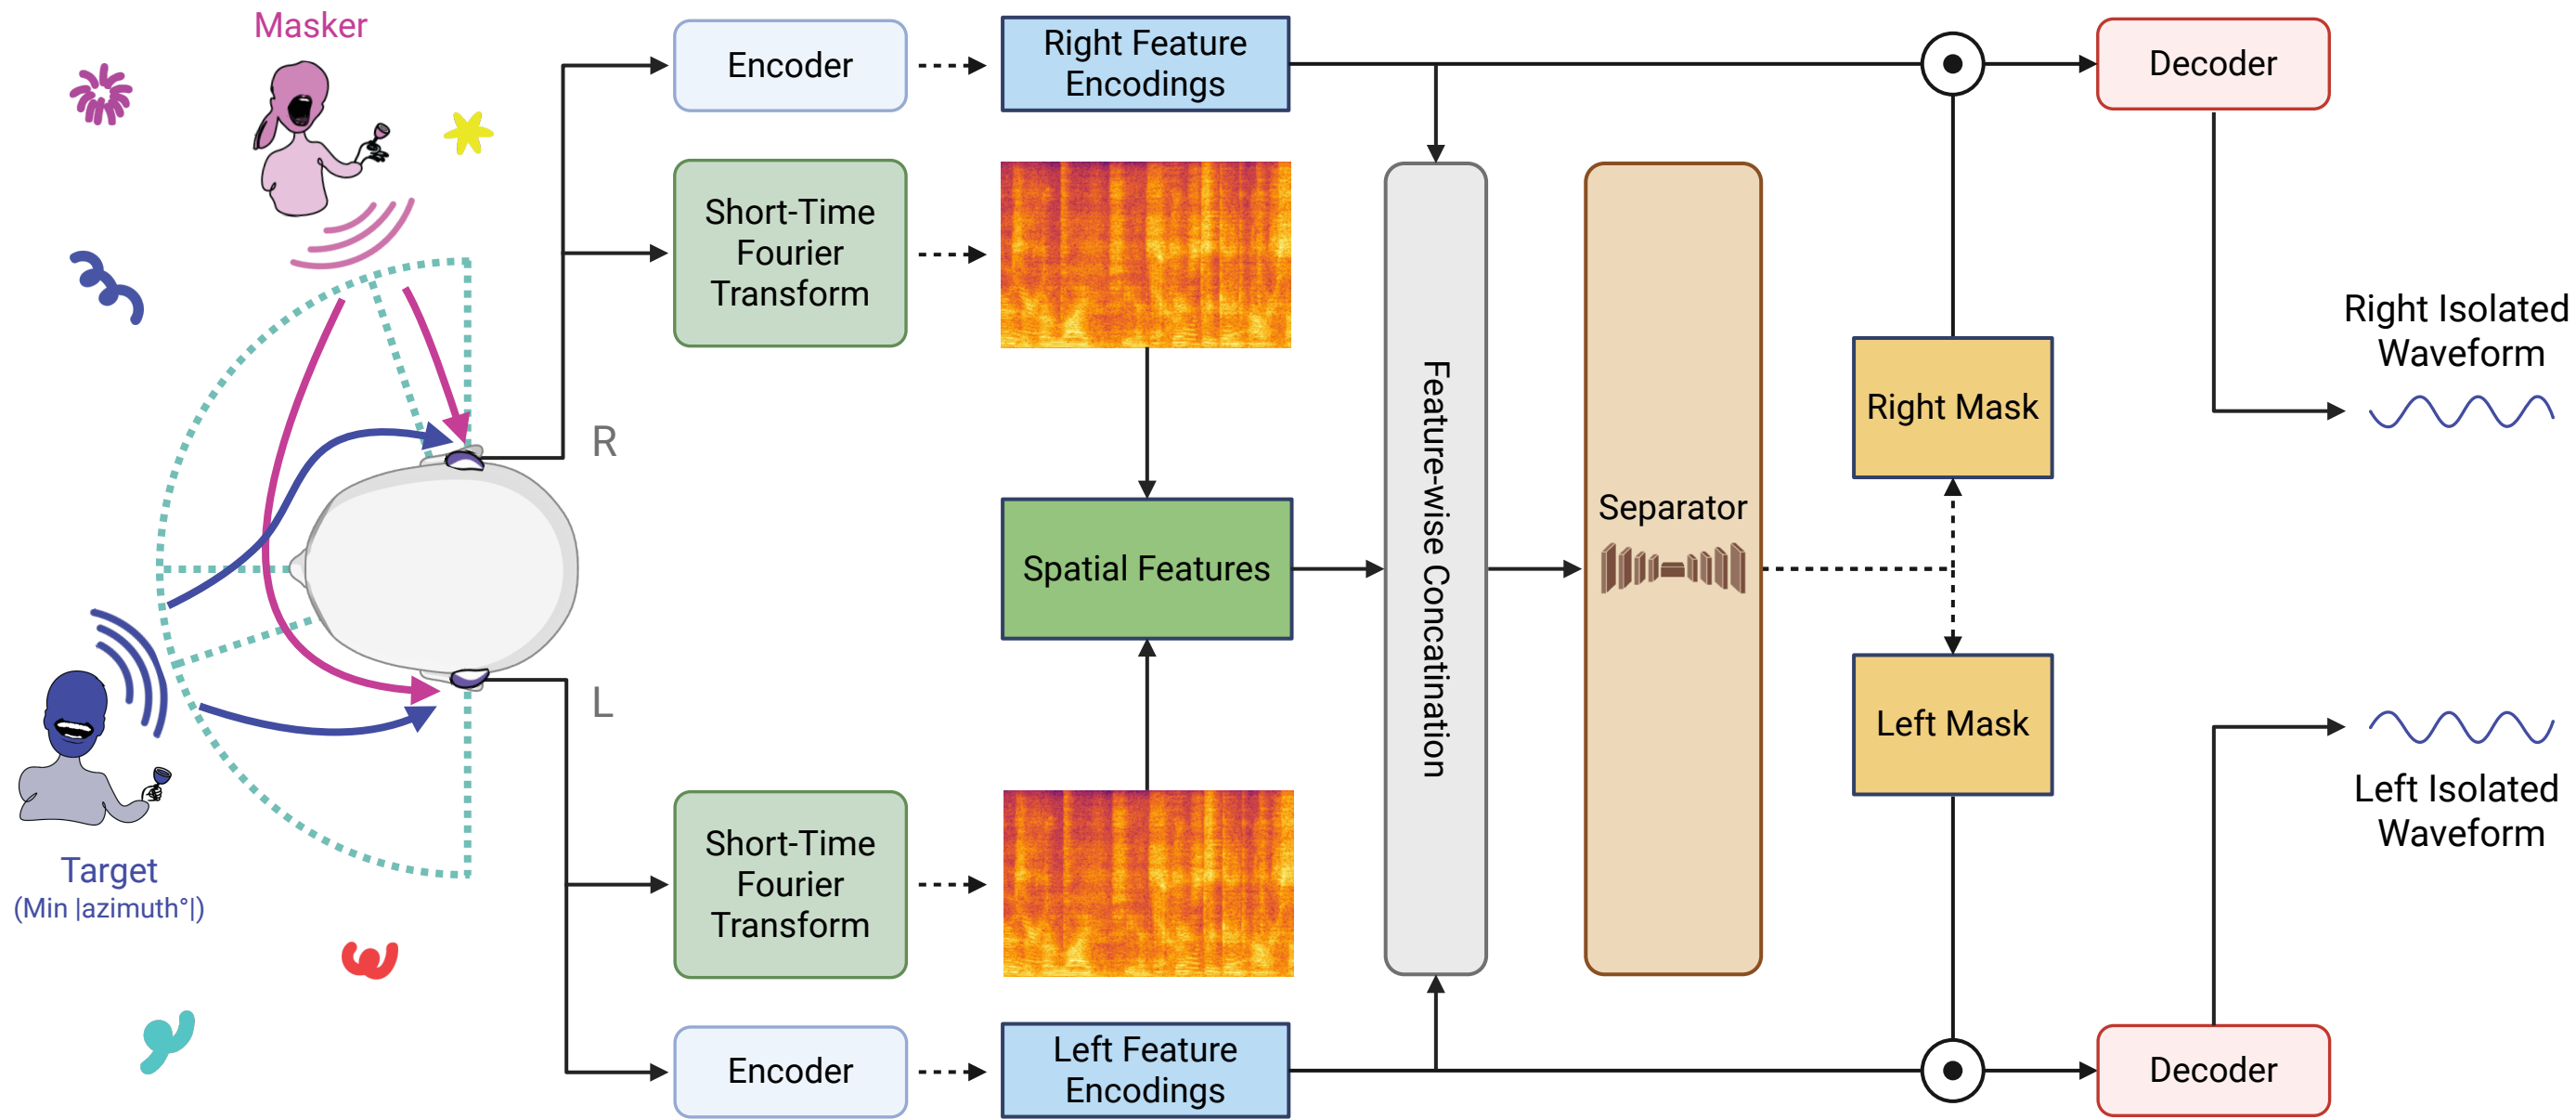 Masker
Encoder
Right Feature
Encodings
Decoder
Short-Time
Fourier
Transform
Right Isolated
Waveform
Feature-wise Concatination
Right Mask
R
Separator
Spatial Features
L
Left Mask
Left Isolated
Waveform
Short-Time
Fourier
Transform
Target
(Min |azimuth°|)
Encoder
Left Feature
Encodings
Decoder